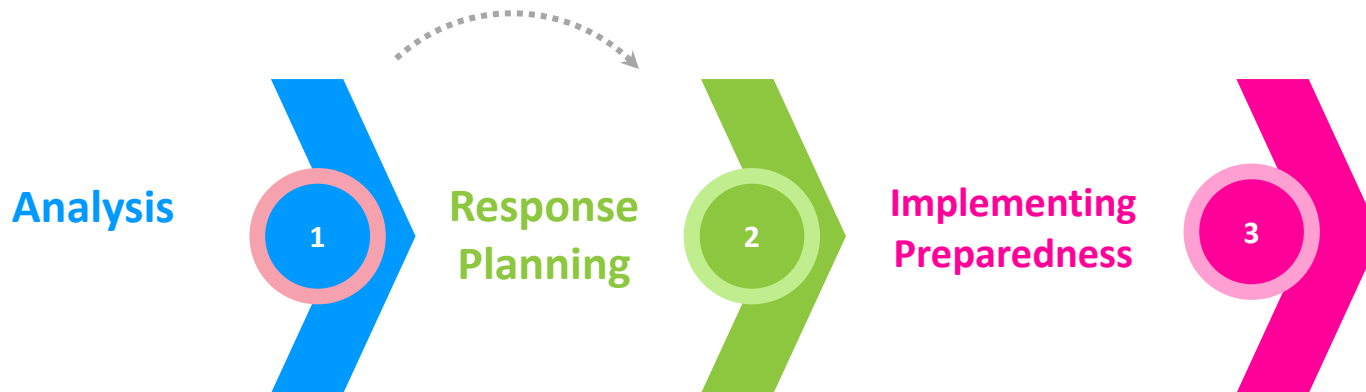 Analysis
1
Response
Planning
2
Implementing
Preparedness
3